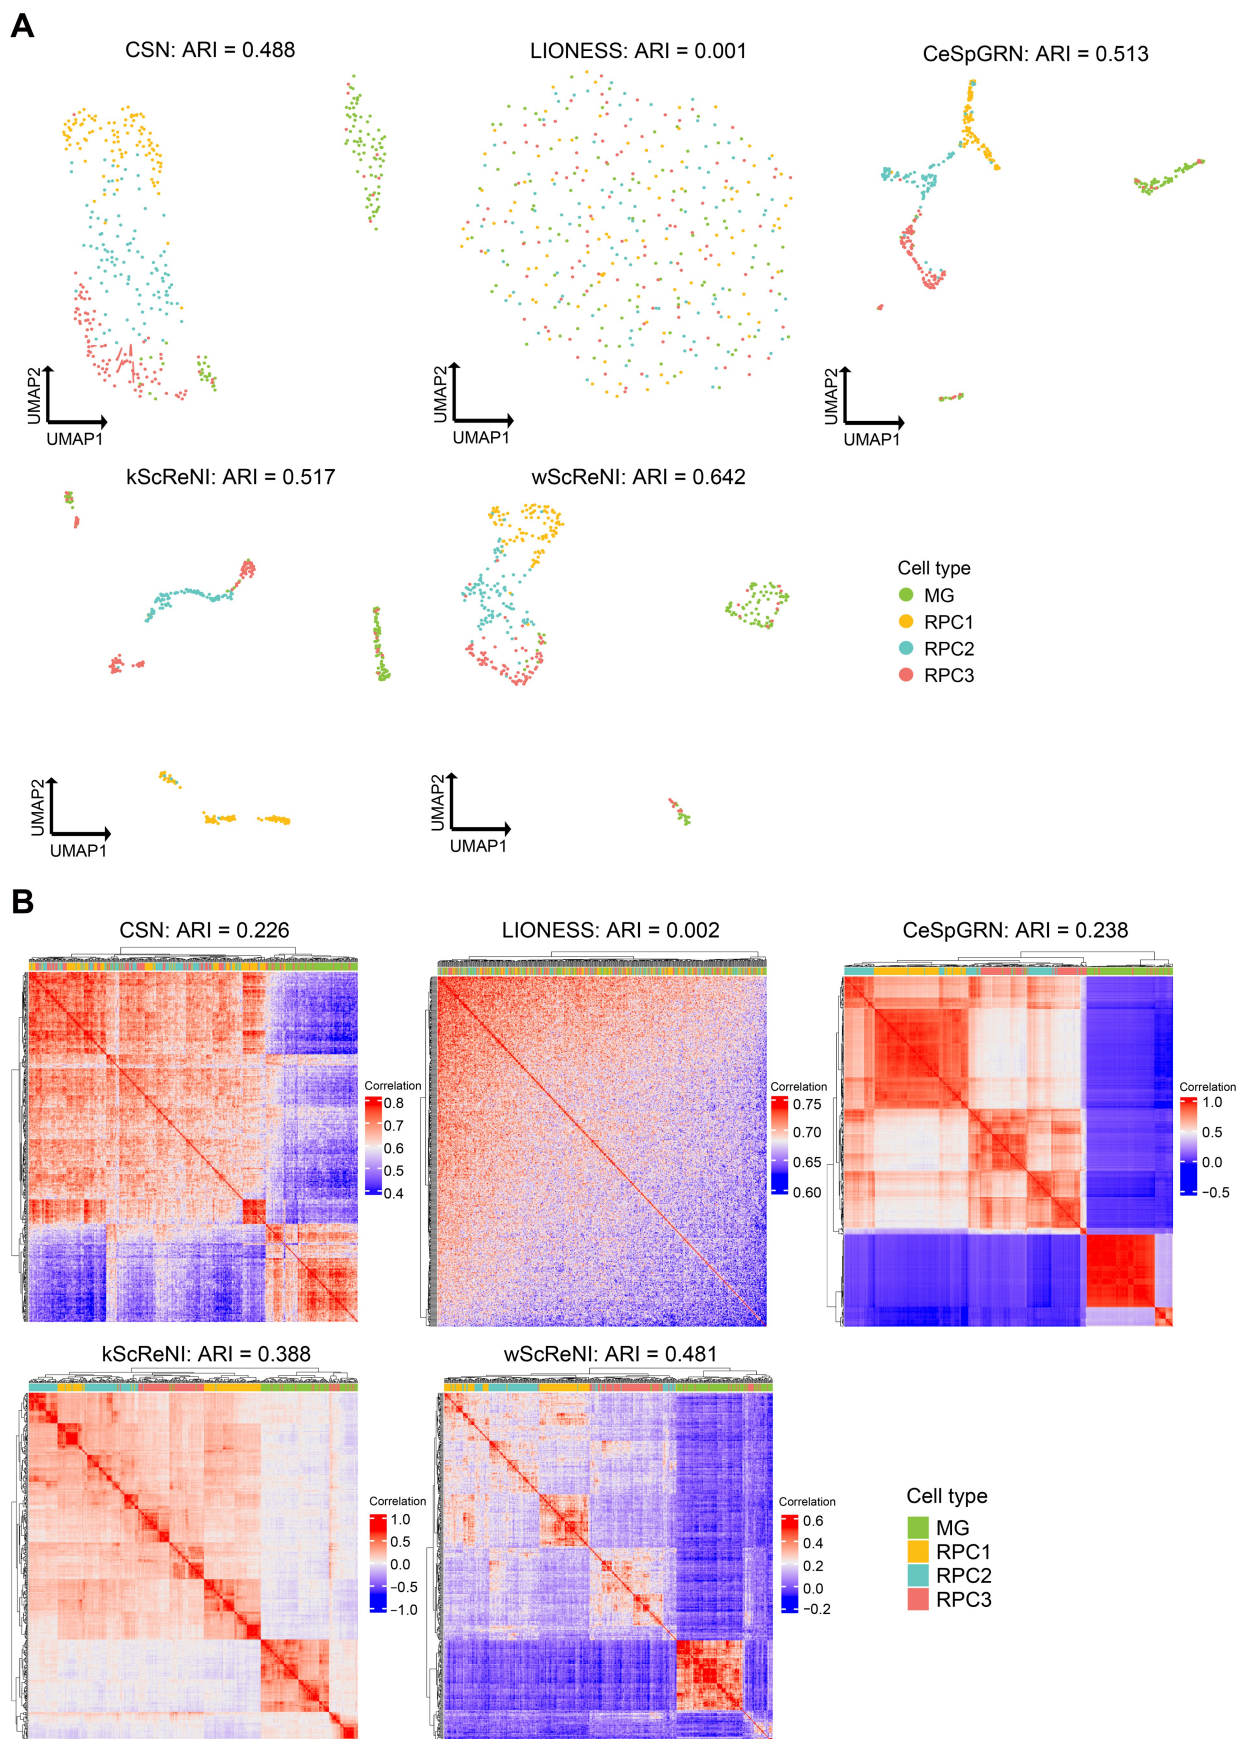 A
CSN: ARI = 0.488
LIONESS: ARI = 0.001
CeSpGRN: ARI = 0.513
UMAP2
UMAP1
UMAP2
UMAP1
UMAP2
UMAP1
kScReNI: ARI = 0.517
wScReNI: ARI = 0.642
Cell type
MG
RPC1
RPC2
RPC3
UMAP2
UMAP1
UMAP2
UMAP1
B
CSN: ARI = 0.226
LIONESS: ARI = 0.002
CeSpGRN: ARI = 0.238
Correlation
0.8
0.7
0.6
0.5
0.4
Correlation
0.75
0.70
0.65
0.60
Correlation
1.0
0.5
0.0
−0.5
kScReNI: ARI = 0.388
wScReNI: ARI = 0.481
Correlation
1.0
0.5
0.0
−0.5
−1.0
Correlation
0.6
0.4
0.2
0.0
−0.2
Cell type
MG
RPC1
RPC2
RPC3